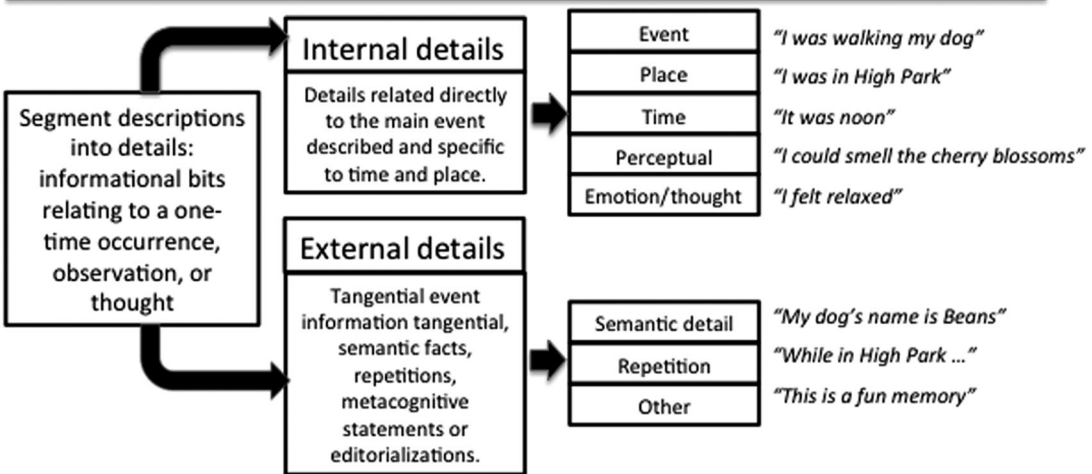 Segment descriptions
into details:
informational bits
relating to a one-
time occurrence,
observation, or
thought
Internal details
Details related directly
to the main event
described and specific
to time and place.
Event
"I was walking my dog"
Place
"I was in High Park"
Time
"It was noon"
Perceptual
"I could smell the cherry blossoms"
Emotion/thought
"I felt relaxed"
External details
Tangential event
information tangential,
semantic facts,
repetitions,
metacognitive
statements or
editorializations.
Semantic detail
"My dog's name is Beans"
Repetition
"While in High Park ..."
Other
"This is a fun memory"